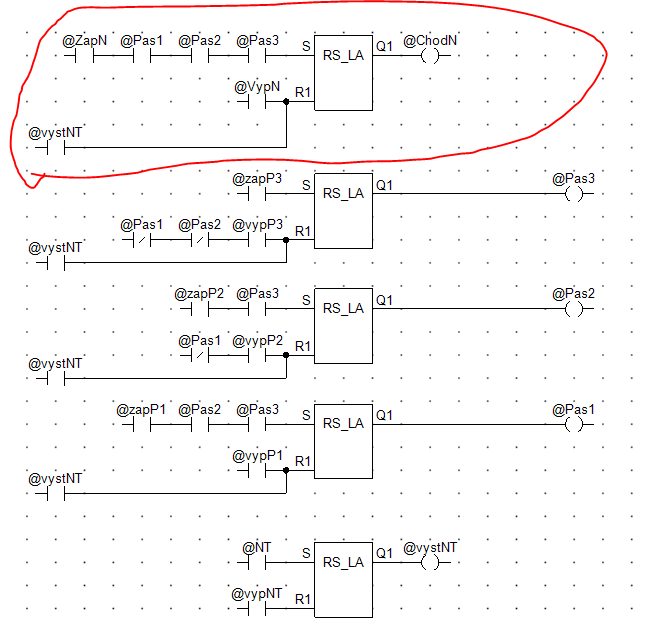 @ZapN @Pas1 @Pas2 @Pas3 S RS_LA Q1 @ChodN
@VypN R1
@vystNT
@zapP3 S RS_LA Q1 @Pas3
@Pas1 @Pas2 @vypP3 R1
@vystNT
@zapP2 @Pas3 S RS_LA Q1 @Pas2
@Pas1 @vypP2 R1
@vystNT
@zapP1 @Pas2 @Pas3 S RS_LA Q1 @Pas1
@vypP1 R1
@vystNT
@NT S RS_LA Q1 @vystNT
@vypNT R1